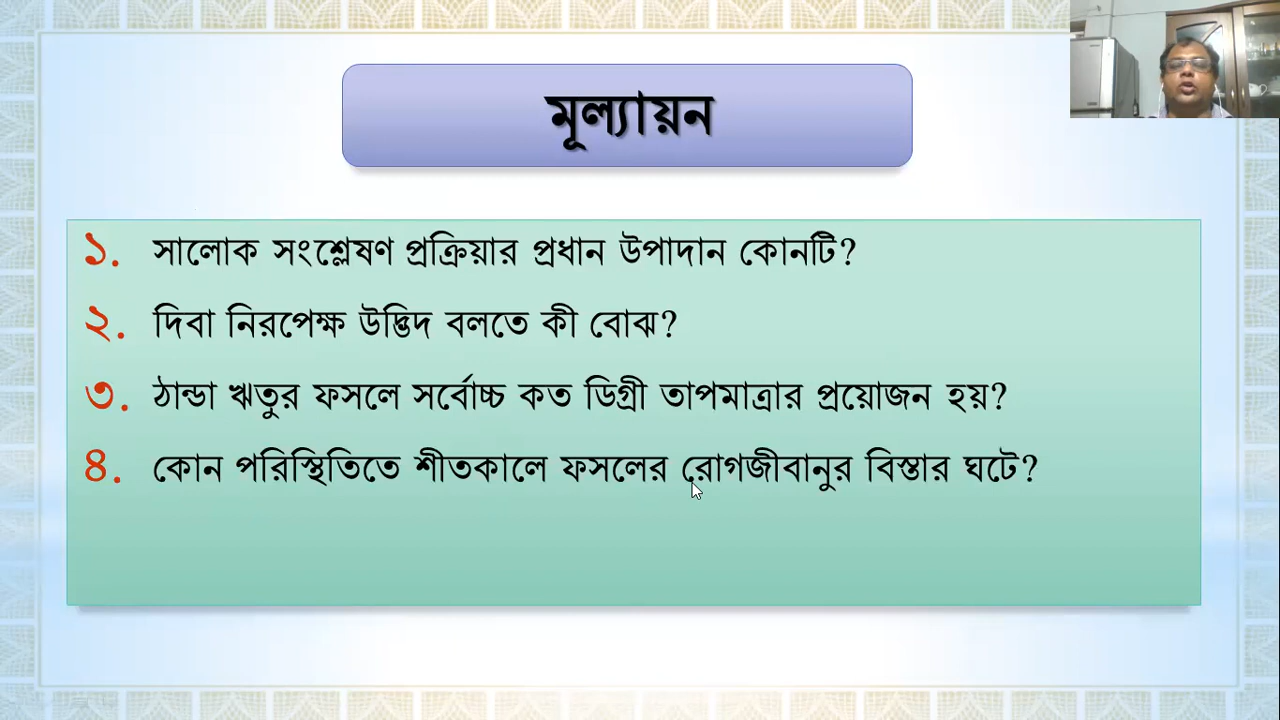 মূল্যায়ন
১. সালোক সংশ্লেষণ প্রক্রিয়ার প্রধান উপাদান কোনটি?
২. দিবা নিরপেক্ষ উদ্ভিদ বলতে কী বোঝ?
৩. ঠান্ডা ঋতুর ফসলে সর্বোচ্চ কত ডিগ্রী তাপমাত্রার প্রয়োজন হয়?
৪. কোন পরিস্থিতিতে শীতকালে ফসলের রোগজীবানুর বিস্তার ঘটে?